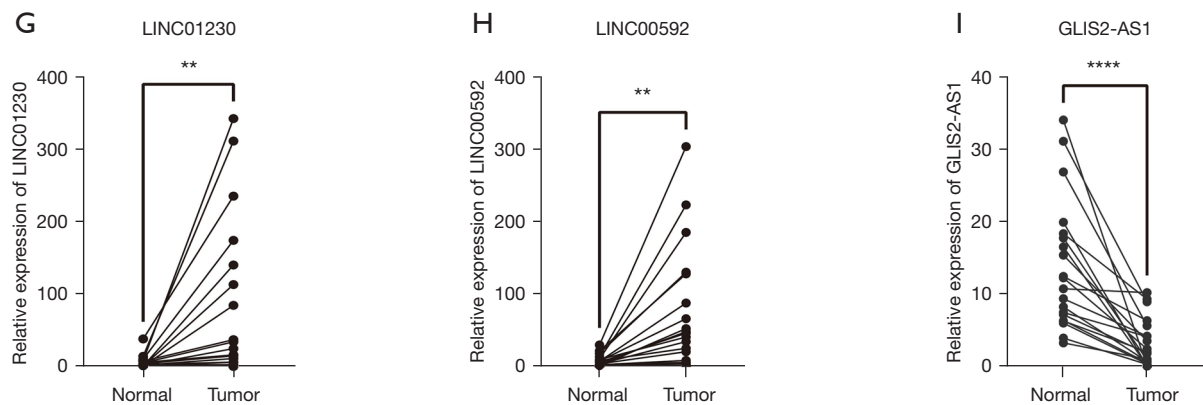 G
LINC01230
Relative expression of LINC01230
400
300
200
100
0
**
Normal Tumor
H
LINC00592
Relative expression of LINC00592
400
300
200
100
0
**
Normal Tumor
I
GLIS2-AS1
Relative expression of GLIS2-AS1
40
30
20
10
0
****
Normal Tumor